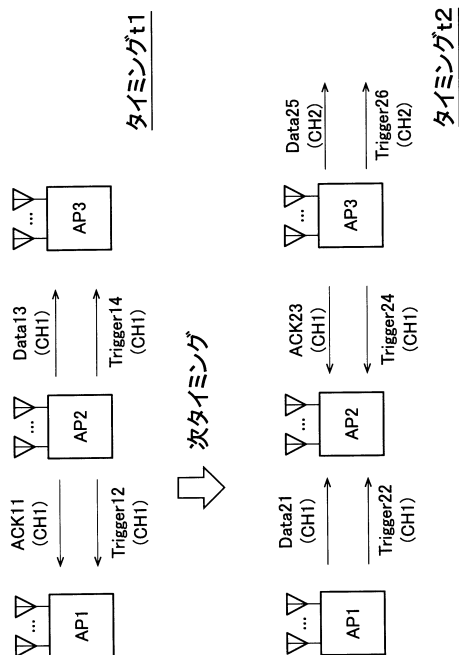 タイミングt1
ACK11
(CH1)
Data13
(CH1)
...
AP1
...
AP2
...
AP3
Trigger12
(CH1)
Trigger14
(CH1)
次タイミング
タイミングt2
Data21
(CH1)
ACK23
(CH1)
Data25
(CH2)
...
AP1
...
AP2
...
AP3
Trigger22
(CH1)
Trigger24
(CH1)
Trigger26
(CH2)